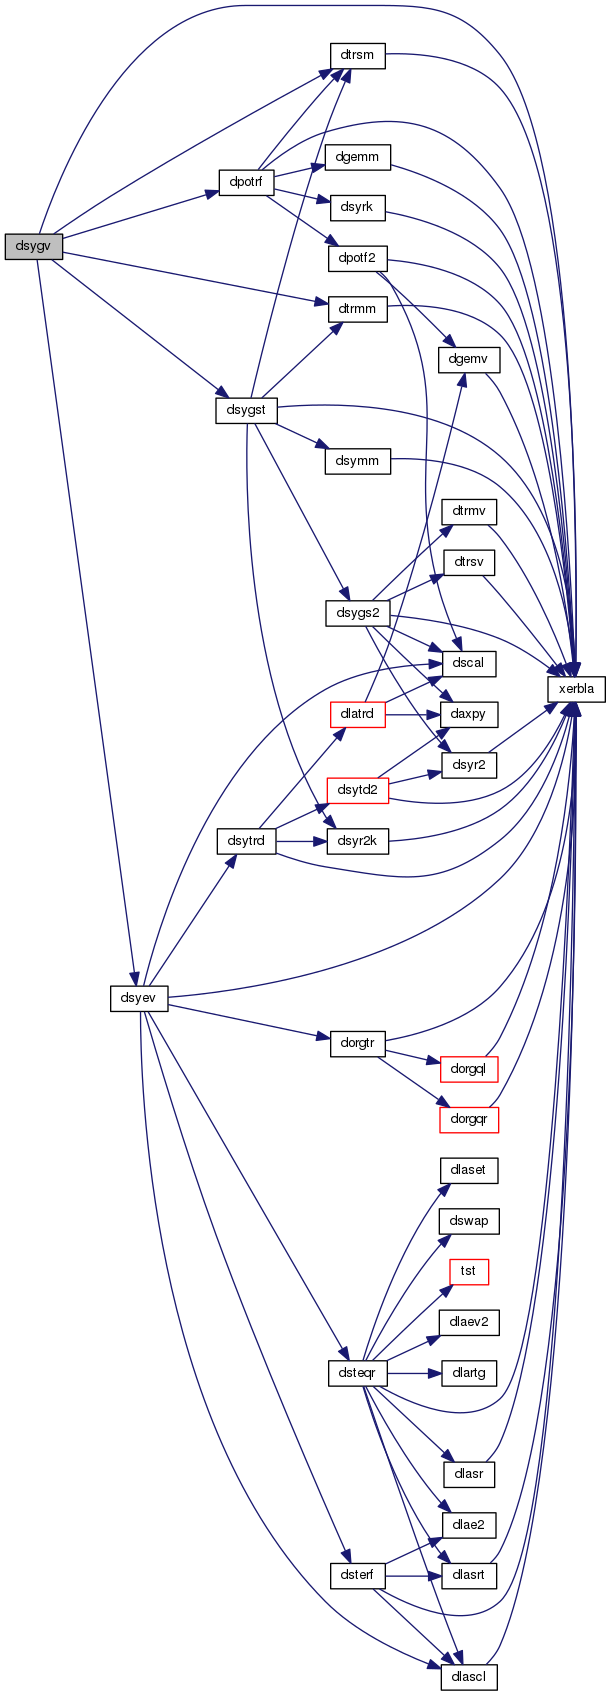 dtrsm
dgemm
dpotrf
dsyrk
dsygv
dpotf2
dtrmm
dgemv
dsygst
dsymm
dtrmv
dtrsv
dsygs2
dscal
xerbla
dlatrd
daxpy
dsyr2
dsytd2
dsytrd
dsyr2k
dsyev
dorgtr
dorgql
dorgqr
dlaset
dswap
tst
dlaev2
dsteqr
dlartg
dlasr
dlae2
dsterf
dlasrt
dlascl